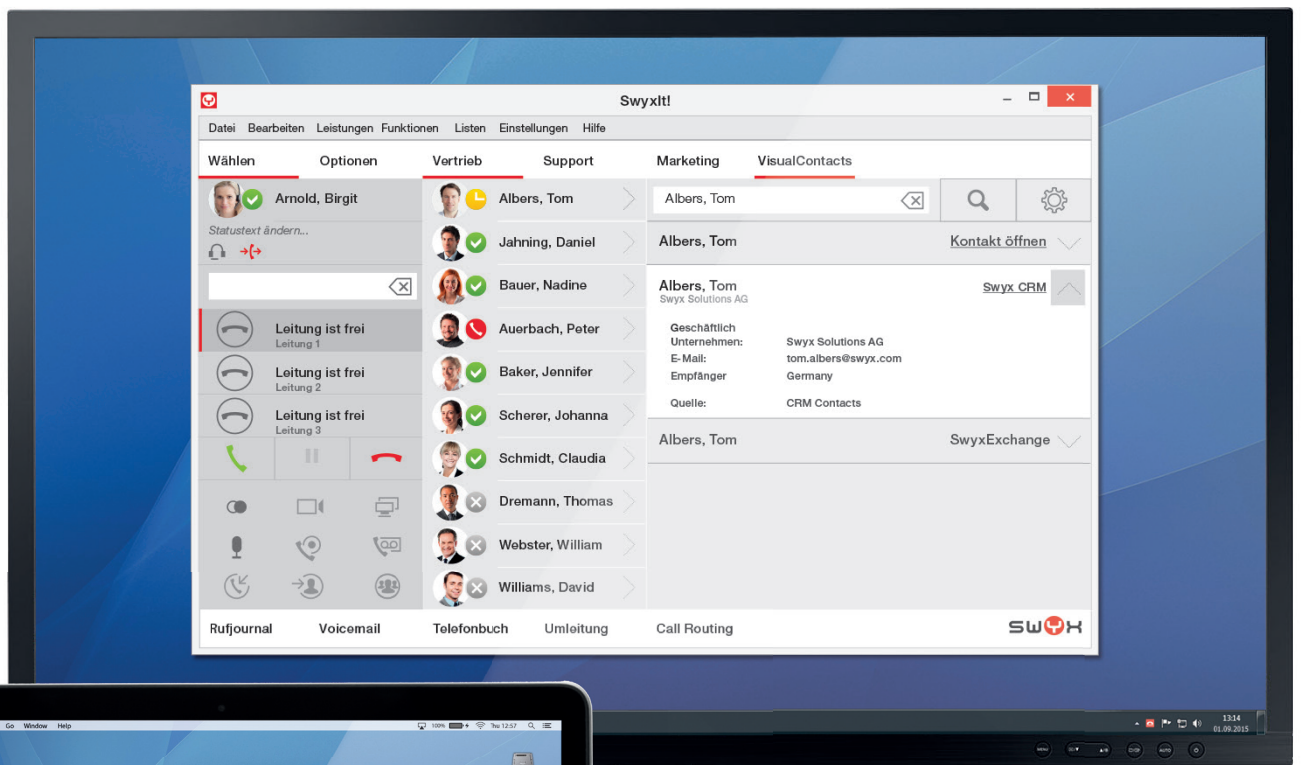 SwyxIt!
Datei Bearbeiten Leistungen Funktionen Listen Einstellungen Hilfe
Wählen Optionen Vertrieb Support Marketing VisualContacts
Arnold, Birgit
Statustext ändern...
Leitung ist frei
Leitung 1
Leitung ist frei
Leitung 2
Leitung ist frei
Leitung 3
Albers, Tom
Jahning, Daniel
Bauer, Nadine
Auerbach, Peter
Baker, Jennifer
Scherer, Johanna
Schmidt, Claudia
Dremann, Thomas
Webster, William
Williams, David
Albers, Tom
Albers, Tom Kontakt öffnen
Albers, Tom Swyx CRM
Swyx Solutions AG
Geschäftlich
Unternehmen: Swyx Solutions AG
E-Mail: tom.albers@swyx.com
Empfänger Germany
Quelle: CRM Contacts
Albers, Tom SwyxExchange
Rufjournal Voicemail Telefonbuch Umleitung Call Routing
swyx
Go Window Help 100% Thu 12:57
13:14
01.09.2015
MENU
AUTO